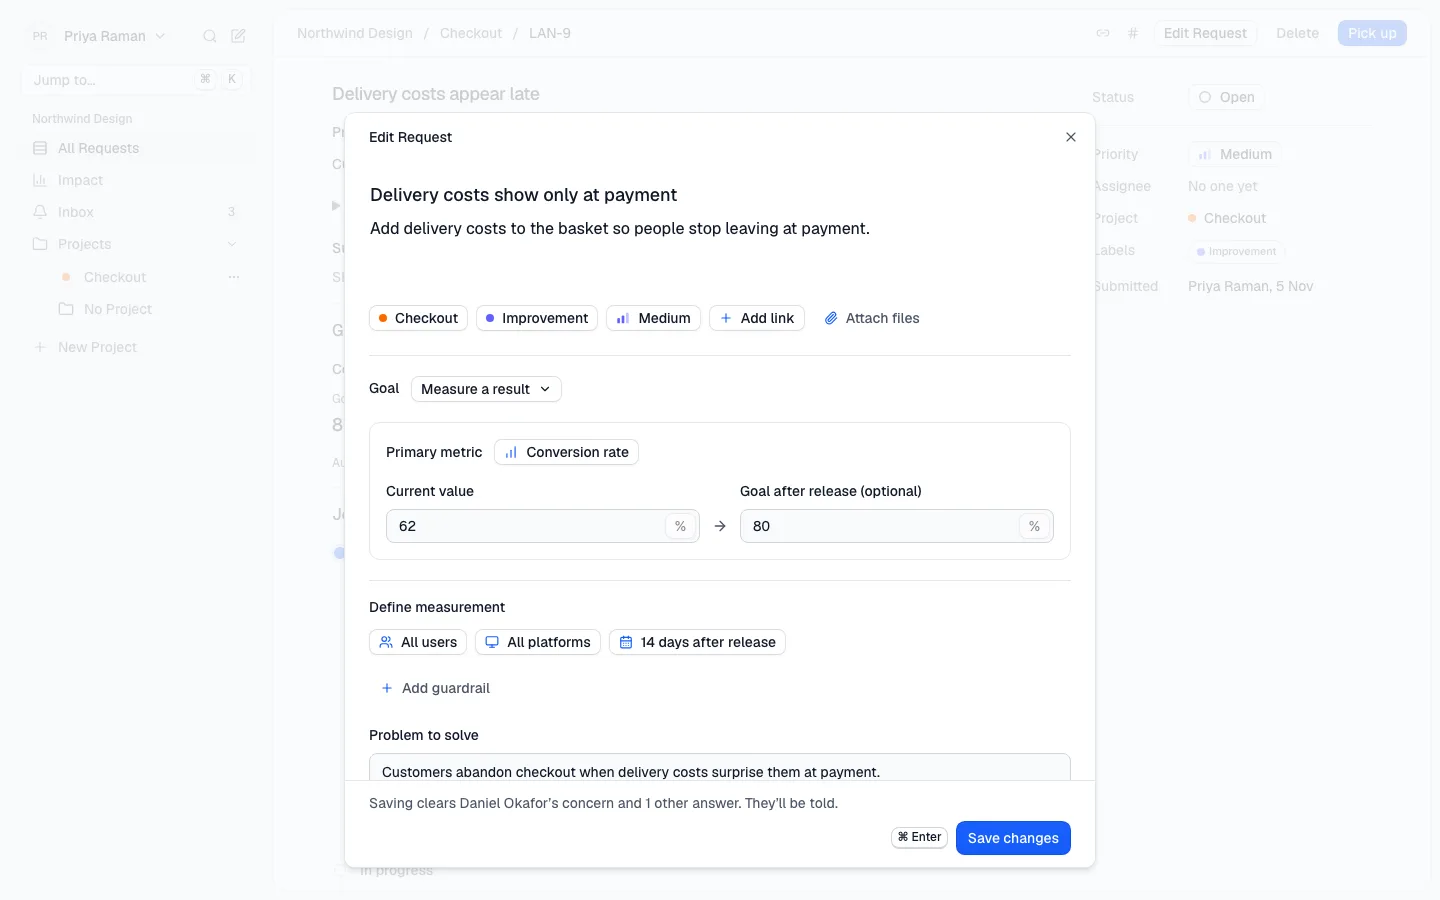 PR Priya Raman
Northwind Design / Checkout / LAN-9
# Edit Request Delete Pick up
Jump to... ⌘ K
Northwind Design
All Requests
Impact
Inbox 3
Projects
Checkout ...
No Project
New Project
Delivery costs appear late
Status Open
Priority Medium
Assignee No one yet
Project Checkout
Labels Improvement
Submitted Priya Raman, 5 Nov
Edit Request
Delivery costs show only at payment
Add delivery costs to the basket so people stop leaving at payment.
Checkout Improvement Medium Add link Attach files
Goal Measure a result
Primary metric Conversion rate
Current value Goal after release (optional)
62 % → 80 %
Define measurement
All users All platforms 14 days after release
Add guardrail
Problem to solve
Customers abandon checkout when delivery costs surprise them at payment.
Saving clears Daniel Okafor’s concern and 1 other answer. They’ll be told.
⌘ Enter Save changes
In progress